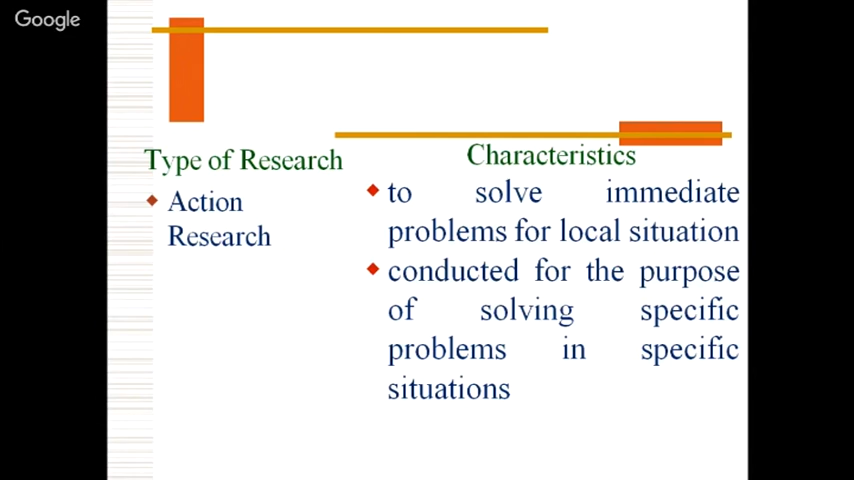 Google
Type of Research
Action
Research
Characteristics
to solve immediate
problems for local situation
conducted for the purpose
of solving specific
problems in specific
situations